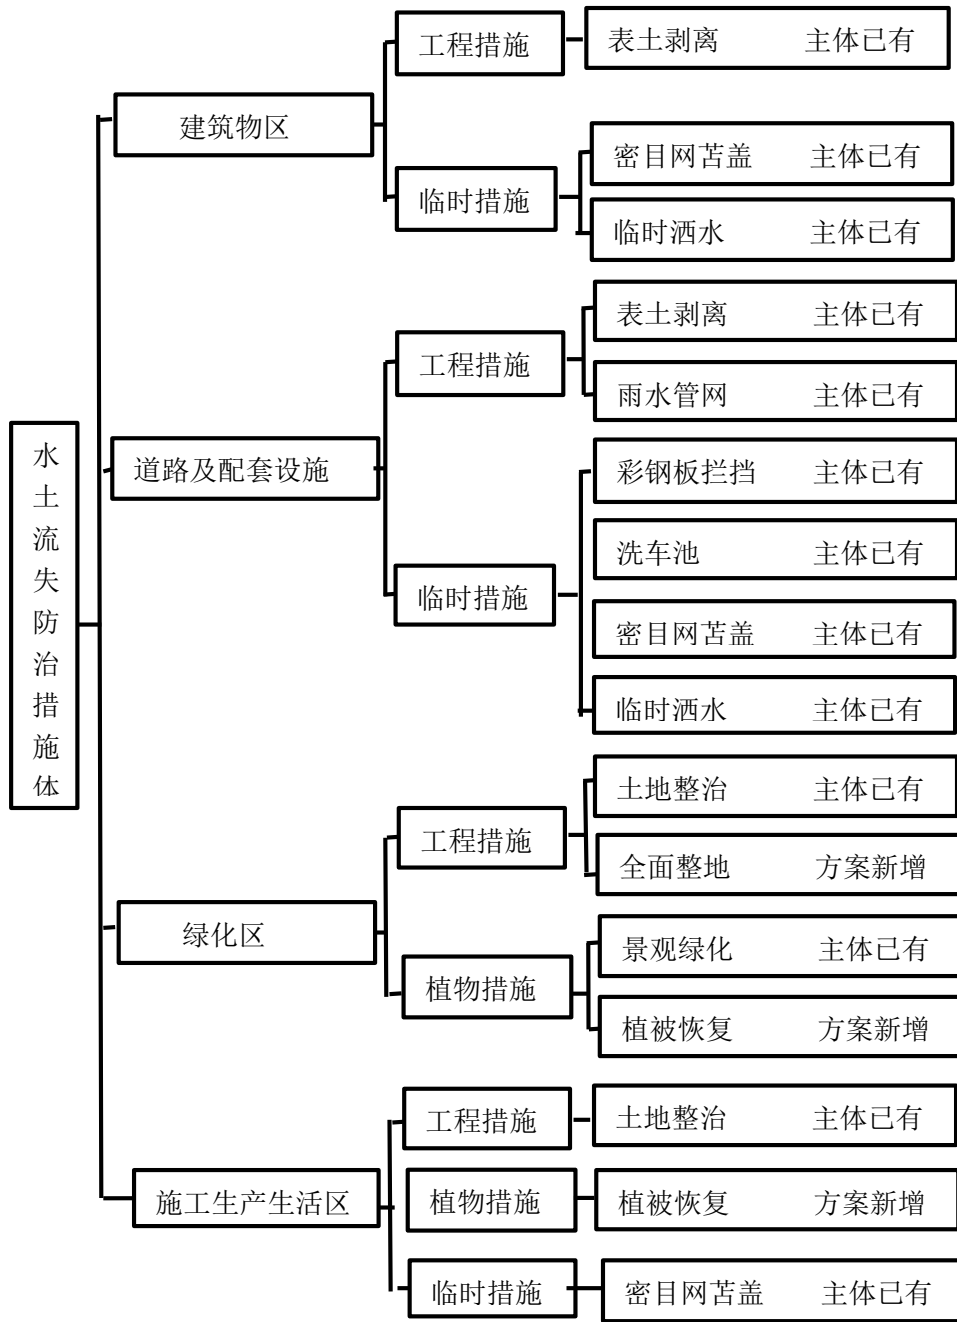 水土流失防治措施体
建筑物区
工程措施
表土剥离 主体已有
临时措施
密目网苫盖 主体已有
临时洒水 主体已有
道路及配套设施
工程措施
表土剥离 主体已有
雨水管网 主体已有
临时措施
彩钢板拦挡 主体已有
洗车池 主体已有
密目网苫盖 主体已有
临时洒水 主体已有
绿化区
工程措施
土地整治 主体已有
全面整地 方案新增
植物措施
景观绿化 主体已有
植被恢复 方案新增
施工生产生活区
工程措施
土地整治 主体已有
植物措施
植被恢复 方案新增
临时措施
密目网苫盖 主体已有